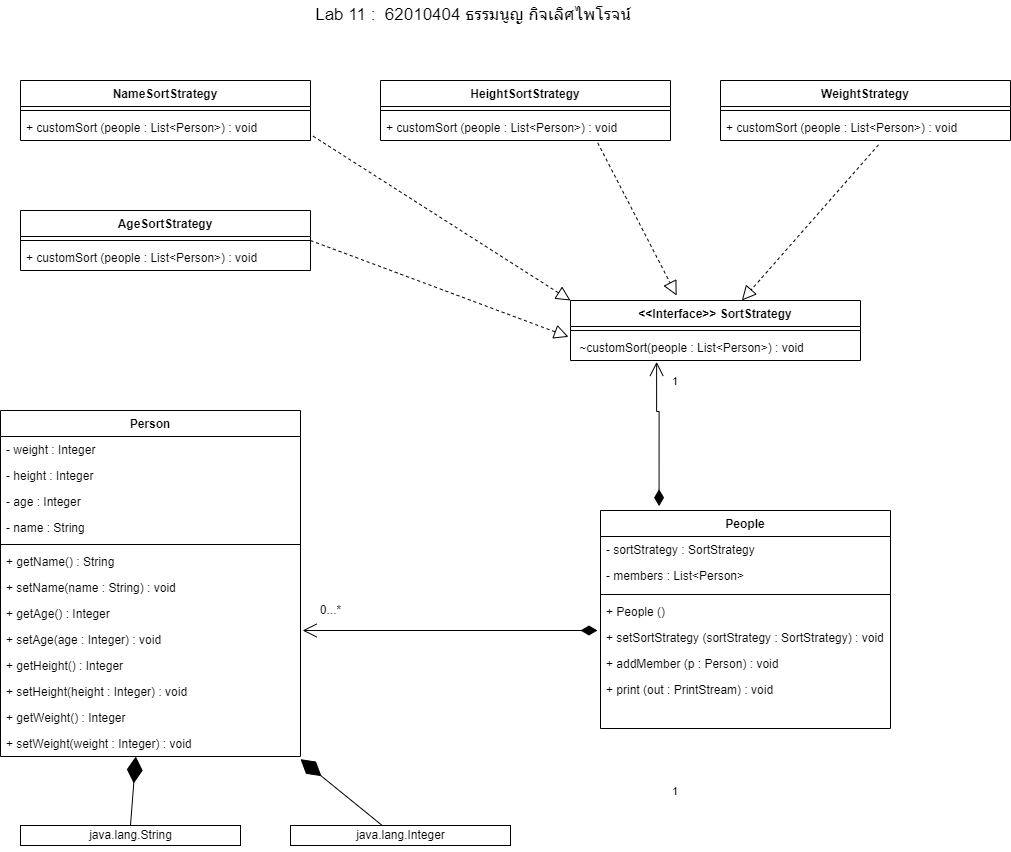 Lab 11 :  62010404 ธรรมนูญ กิจเลิศไพโรจน์
NameSortStrategy
+ customSort (people : List<Person>) : void
HeightSortStrategy
+ customSort (people : List<Person>) : void
WeightStrategy
+ customSort (people : List<Person>) : void
AgeSortStrategy
+ customSort (people : List<Person>) : void
<<Interface>> SortStrategy
~customSort(people : List<Person>) : void
1
Person
- weight : Integer
- height : Integer
- age : Integer
- name : String
+ getName() : String
+ setName(name : String) : void
+ getAge() : Integer
+ setAge(age : Integer) : void
+ getHeight() : Integer
+ setHeight(height : Integer) : void
+ getWeight() : Integer
+ setWeight(weight : Integer) : void
0...*
People
- sortStrategy : SortStrategy
- members : List<Person>
+ People ()
+ setSortStrategy (sortStrategy : SortStrategy) : void
+ addMember (p : Person) : void
+ print (out : PrintStream) : void
1
java.lang.String
java.lang.Integer